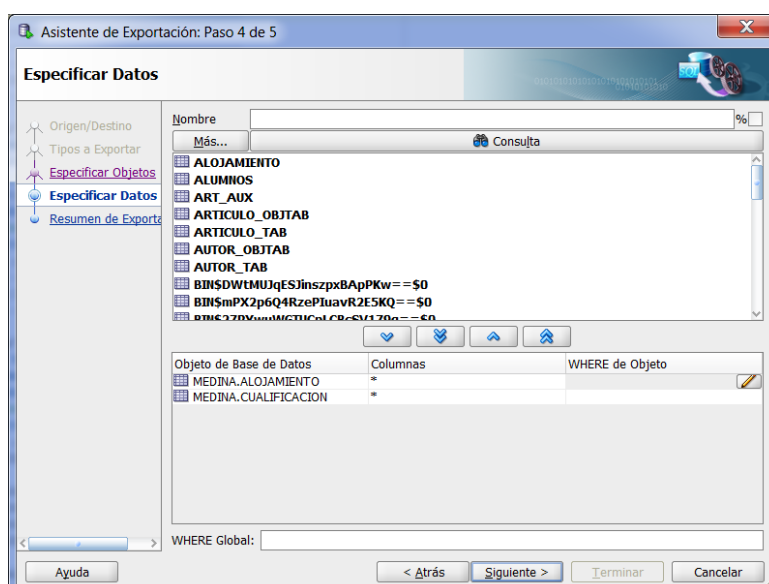 Asistente de Exportación: Paso 4 de 5
X
Especificar Datos
SQL
Origen/Destino
Tipos a Exportar
Especificar Objetos
Especificar Datos
Resumen de Exporta
Nombre %
Más... Consulta
ALOJAMIENTO
ALUMNOS
ART_AUX
ARTICULO_OBJTAB
ARTICULO_TAB
AUTOR_OBJTAB
AUTOR_TAB
BIN$DWtMUJqESJinszpxBApPKw==$0
BIN$mPX2p6Q4RzePIuavR2E5KQ==$0
Objeto de Base de Datos Columnas WHERE de Objeto
MEDINA.ALOJAMIENTO *
MEDINA.CUALIFICACION *
WHERE Global:
Ayuda < Atrás Siguiente > Terminar Cancelar